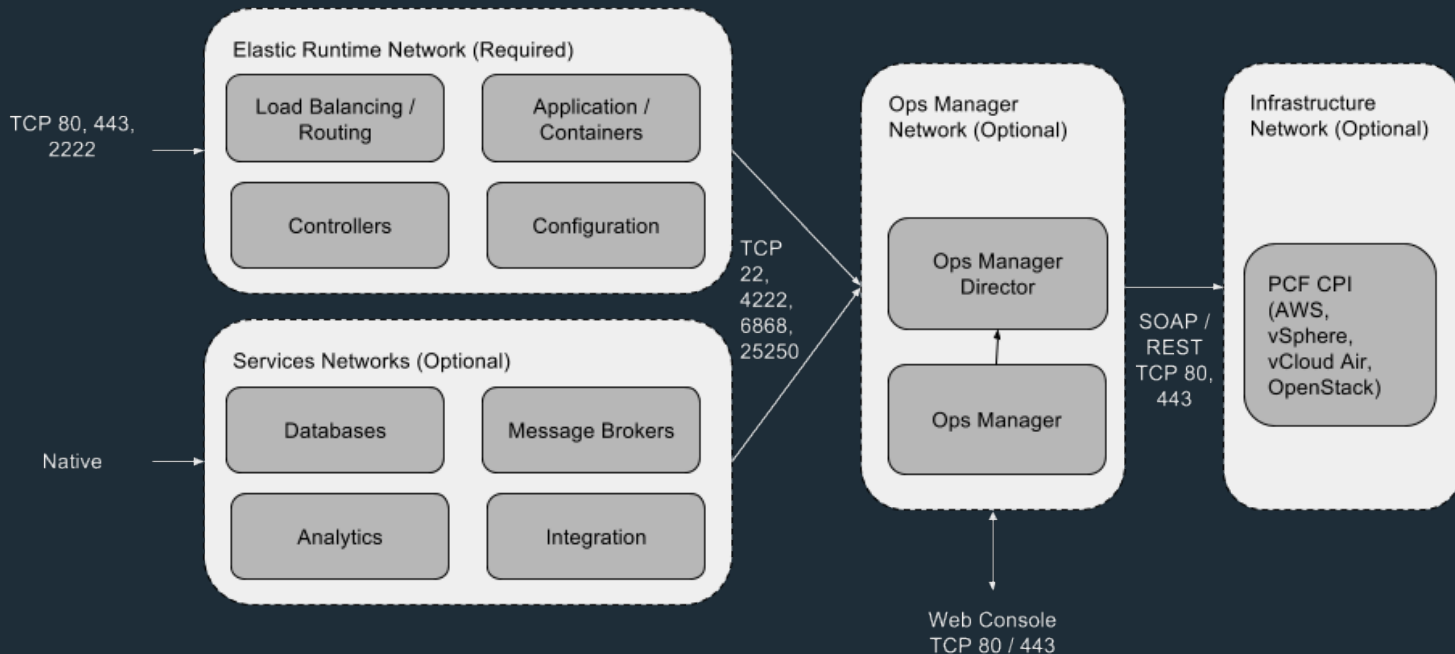 TCP 80, 443,
2222
Elastic Runtime Network (Required)
Load Balancing /
Routing
Application /
Containers
Controllers
Configuration
Native
Services Networks (Optional)
Databases
Message Brokers
Analytics
Integration
TCP
22,
4222,
6868,
25250
Ops Manager
Network (Optional)
Ops Manager
Director
Ops Manager
Web Console
TCP 80 / 443
SOAP /
REST
TCP 80,
443
Infrastructure
Network (Optional)
PCF CPI
(AWS,
vSphere,
vCloud Air,
OpenStack)